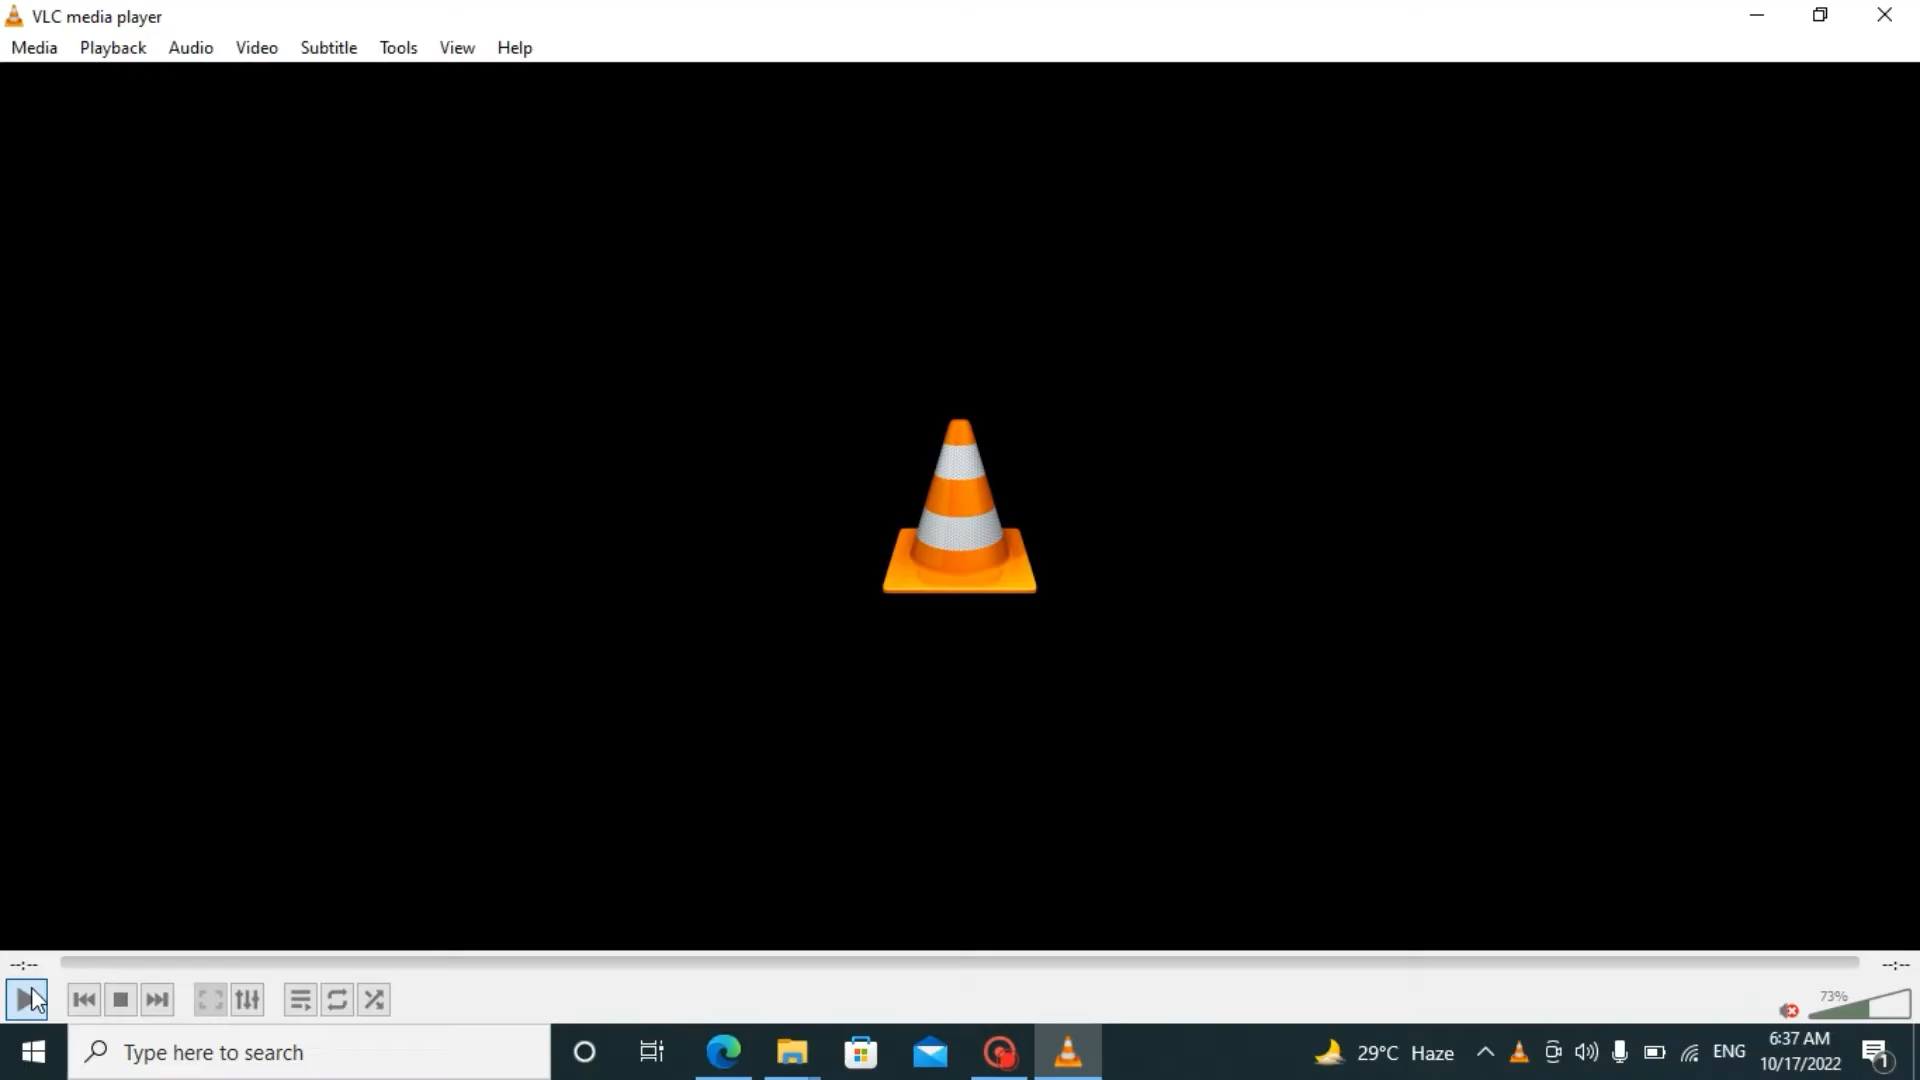 VLC media player
Media Playback Audio Video Subtitle Tools View Help
--:-- --:--
73%
Type here to search
29°C Haze
ENG
6:37 AM
10/17/2022
1